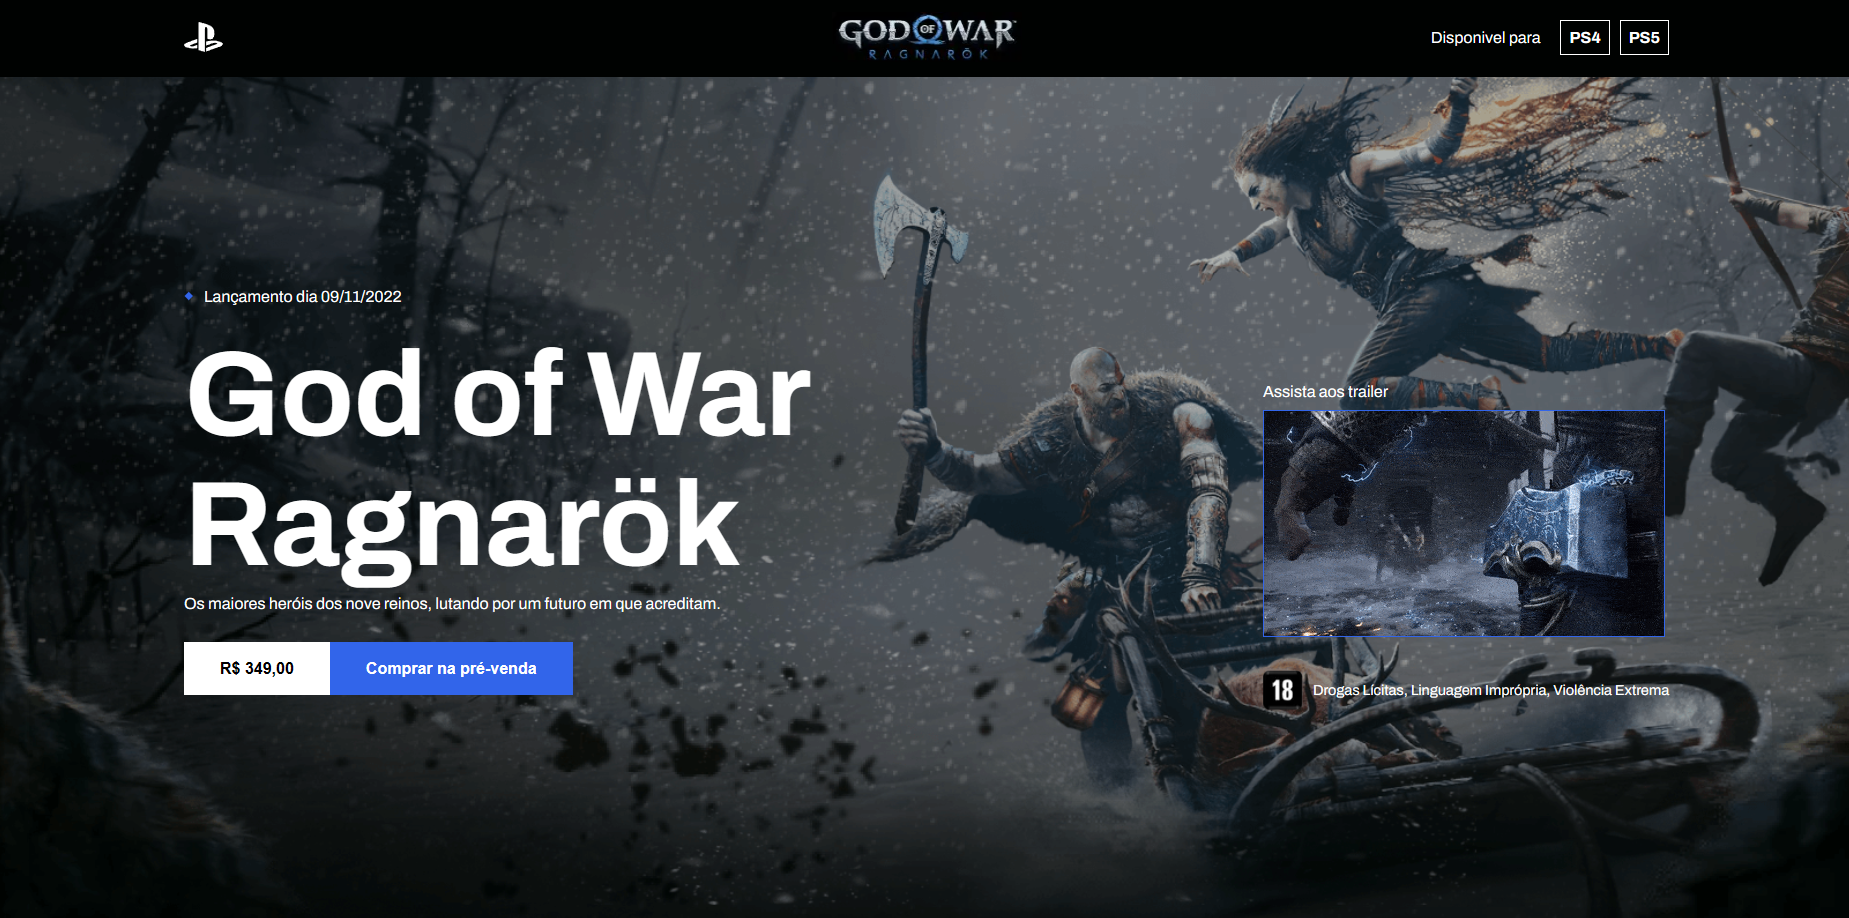 GOD OF WAR
RAGNARÖK
Disponivel para PS4 PS5
Lançamento dia 09/11/2022
God of War
Ragnarök
Os maiores heróis dos nove reinos, lutando por um futuro em que acreditam.
R$ 349,00 Comprar na pré-venda
Assista aos trailer
18 Drogas Lícitas, Linguagem Imprópria, Violência Extrema